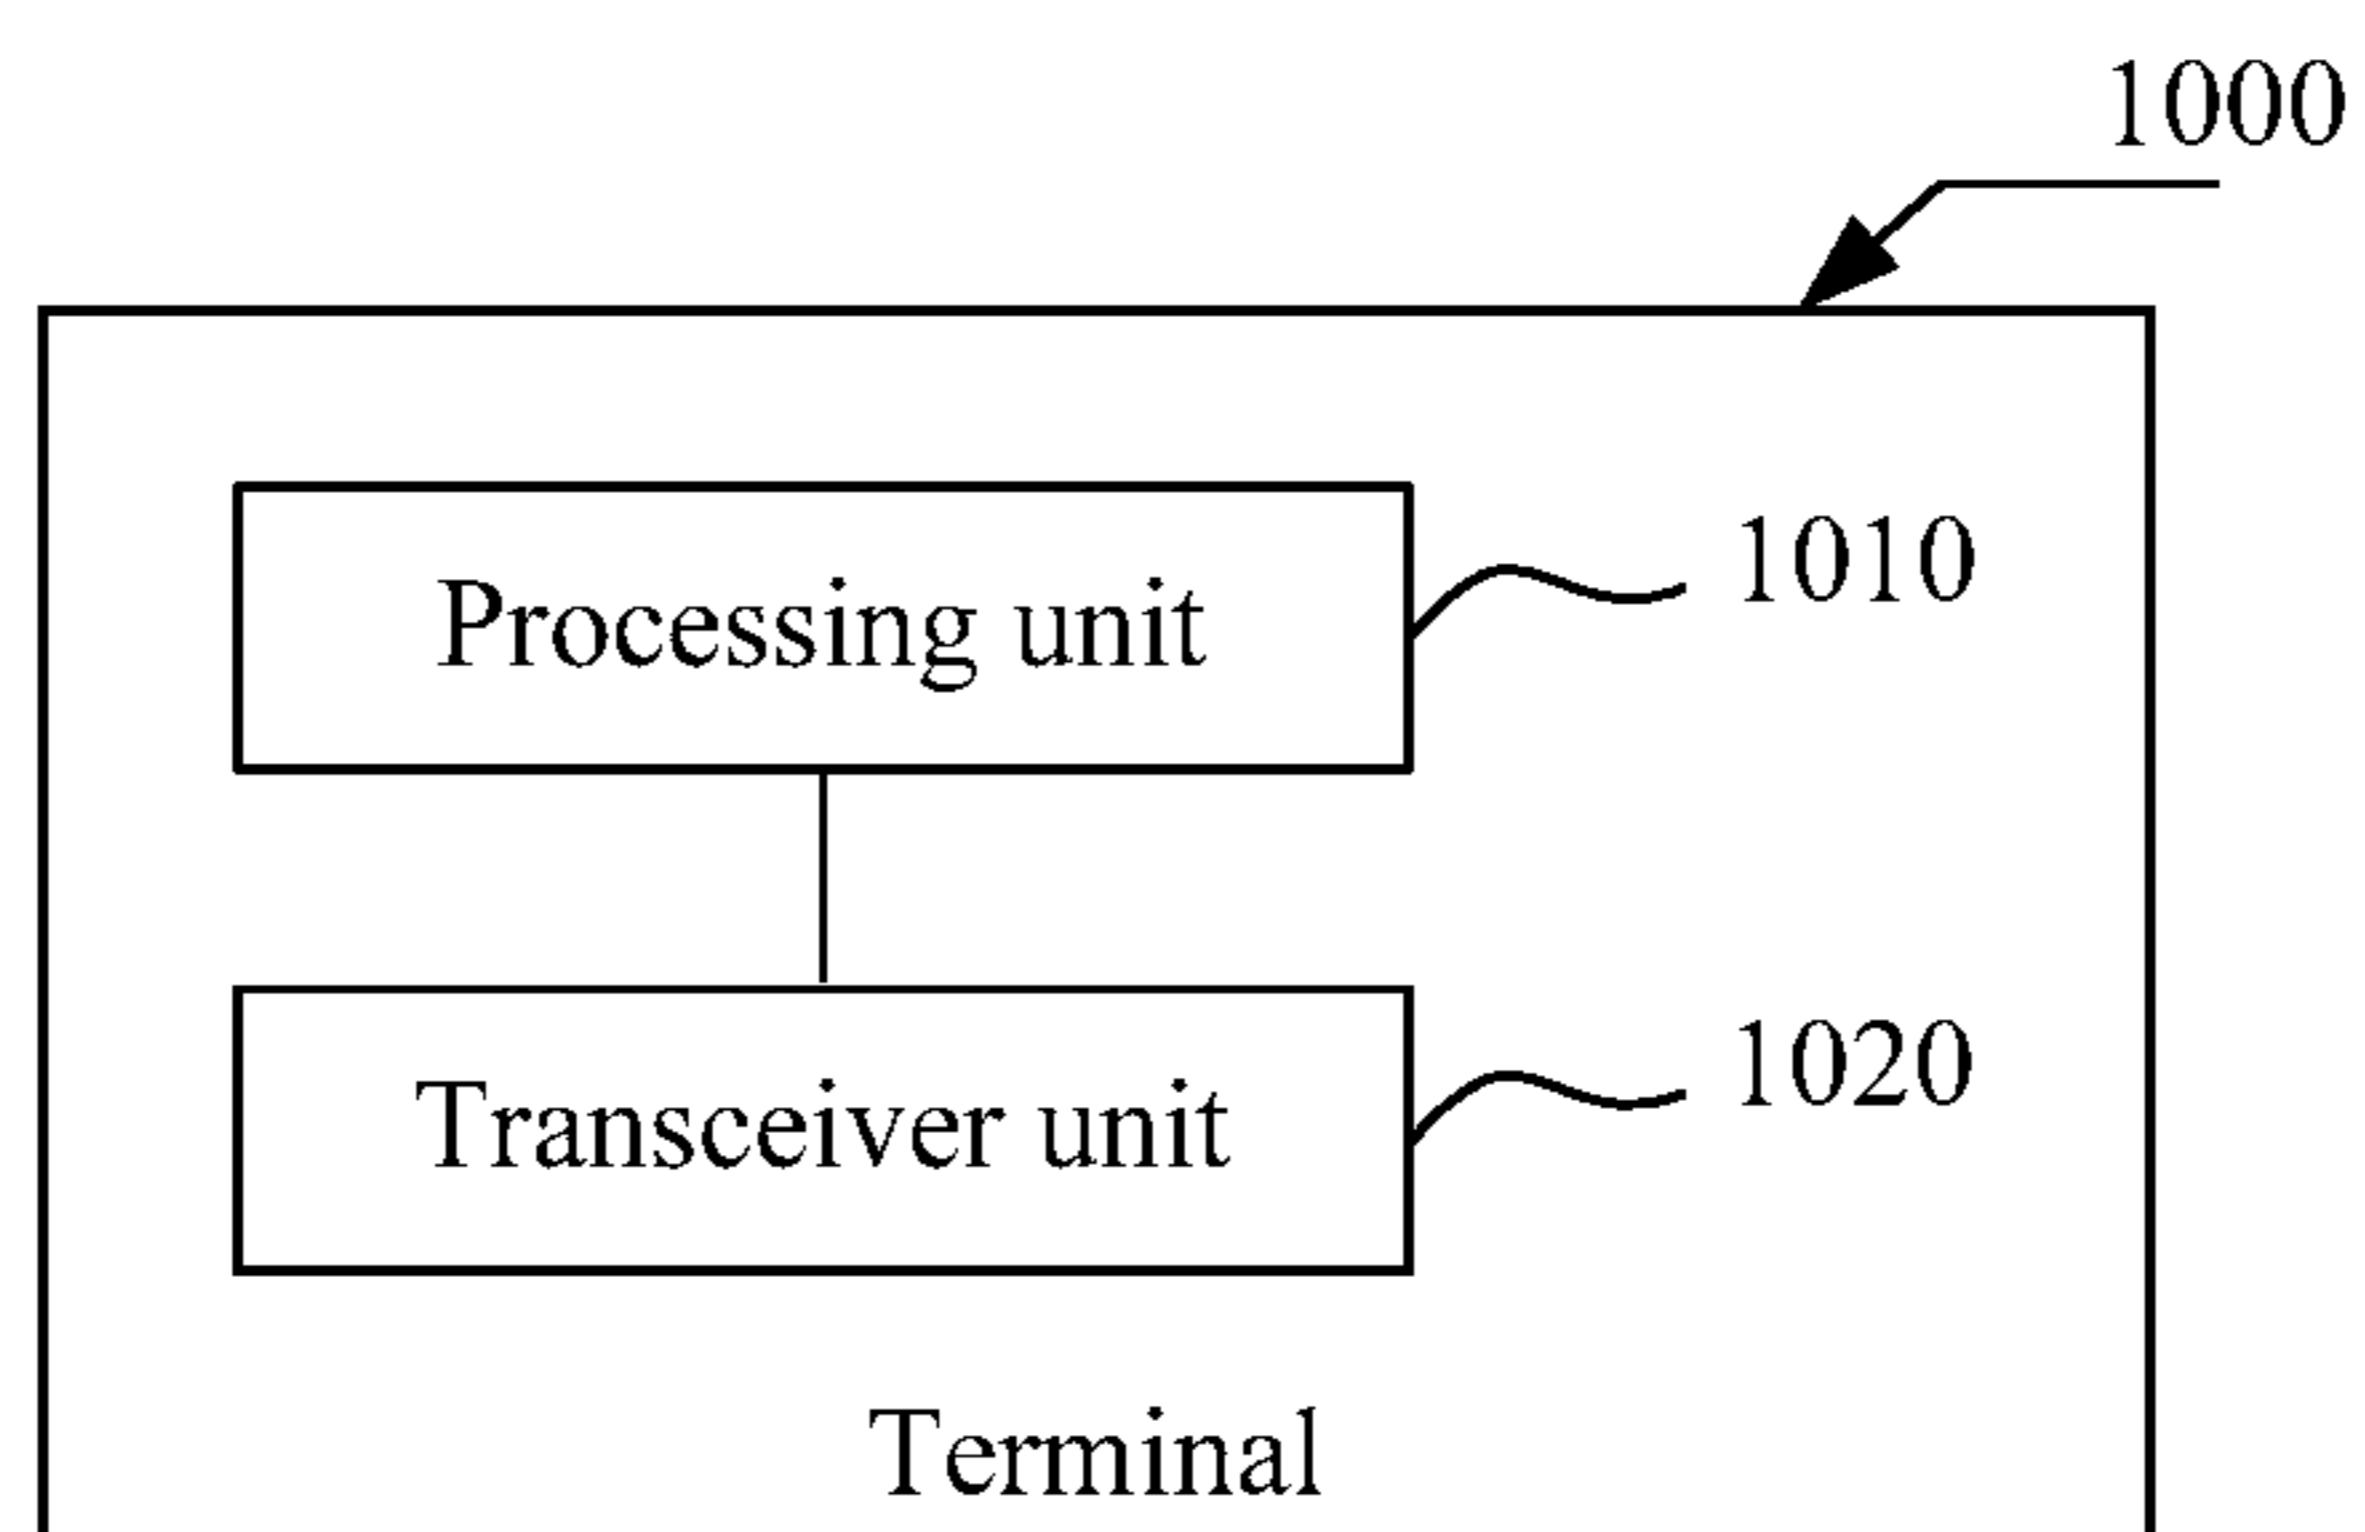 1000
Processing unit
1010
Transceiver unit
1020
Terminal